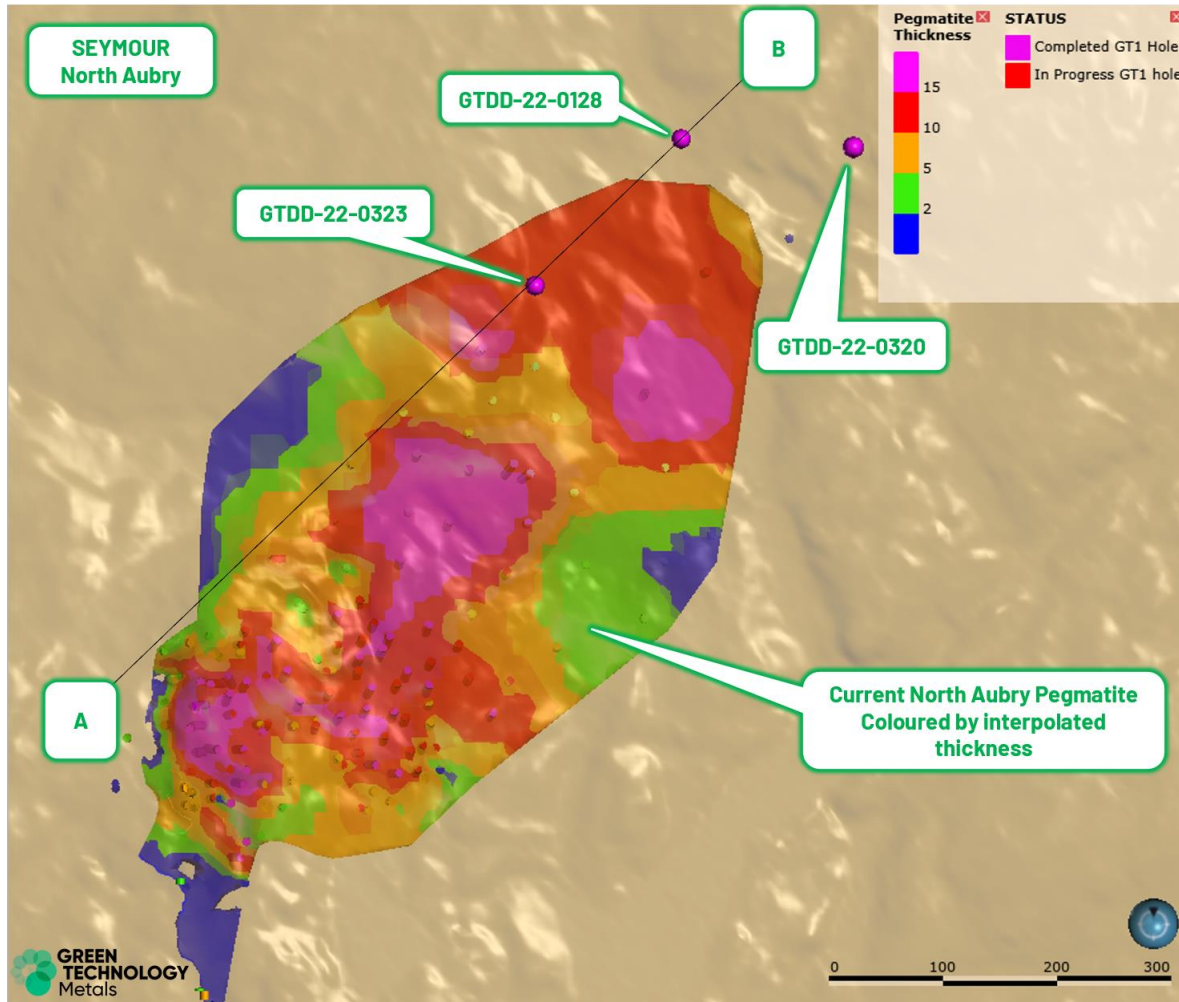 SEYMOUR
North Aubry
B
GTDD-22-0128
GTDD-22-0323
Pegmatite
Thickness
15
10
5
2
STATUS
Completed GT1 Hole
In Progress GT1 hole
GTDD-22-0320
A
Current North Aubry Pegmatite
Coloured by interpolated
thickness
GREEN
TECHNOLOGY
Metals
0 100 200 300